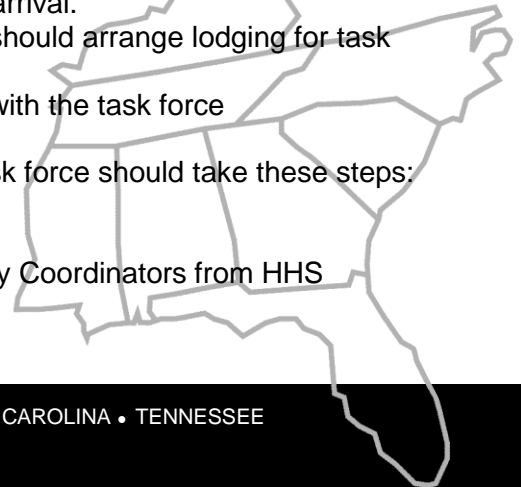 arrival.
should arrange lodging for task
with the task force
sk force should take these steps:
y Coordinators from HHS
CAROLINA • TENNESSEE